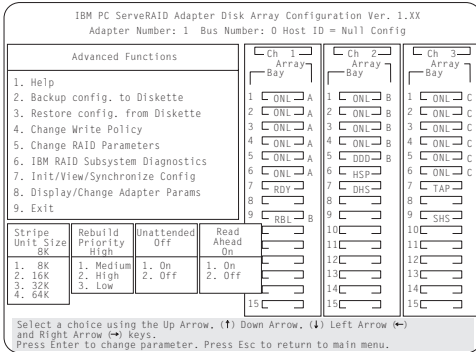 IBM PC ServeRAID Adapter Disk Array Configuration Ver. 1.XX
Adapter Number: 1 Bus Number: 0 Host ID = Null Config
Advanced Functions
1. Help
2. Backup config. to Diskette
3. Restore config. from Diskette
4. Change Write Policy
5. Change RAID Parameters
6. IBM RAID Subsystem Diagnostics
7. Init/View/Synchronize Config
8. Display/Change Adapter Params
9. Exit
Stripe Unit Size 8K
1. 8K
2. 16K
3. 32K
4. 64K
Rebuild Priority High
1. Medium
2. High
3. Low
Unattended Off
1. On
2. Off
Read Ahead On
1. On
2. Off
Ch 1
Array
Bay
1 ONL A
2 ONL A
3 ONL A
4 ONL A
5 ONL A
6 ONL A
7 RDY
8
9 RBL B
10
11
12
13
14
15
Ch 2
Array
Bay
1 ONL B
2 ONL B
3 ONL B
4 ONL B
5 DDD B
6 HSP
7 DHS
8
9
10
11
12
13
14
15
Ch 3
Array
Bay
1 ONL C
2 ONL C
3 ONL C
4 ONL C
5 ONL C
6 ONL C
7 TAP
8
9 SHS
10
11
12
13
14
15
Select a choice using the Up Arrow, (↑) Down Arrow, (↓) Left Arrow (←)
and Right Arrow (→) keys.
Press Enter to change parameter. Press Esc to return to main menu.